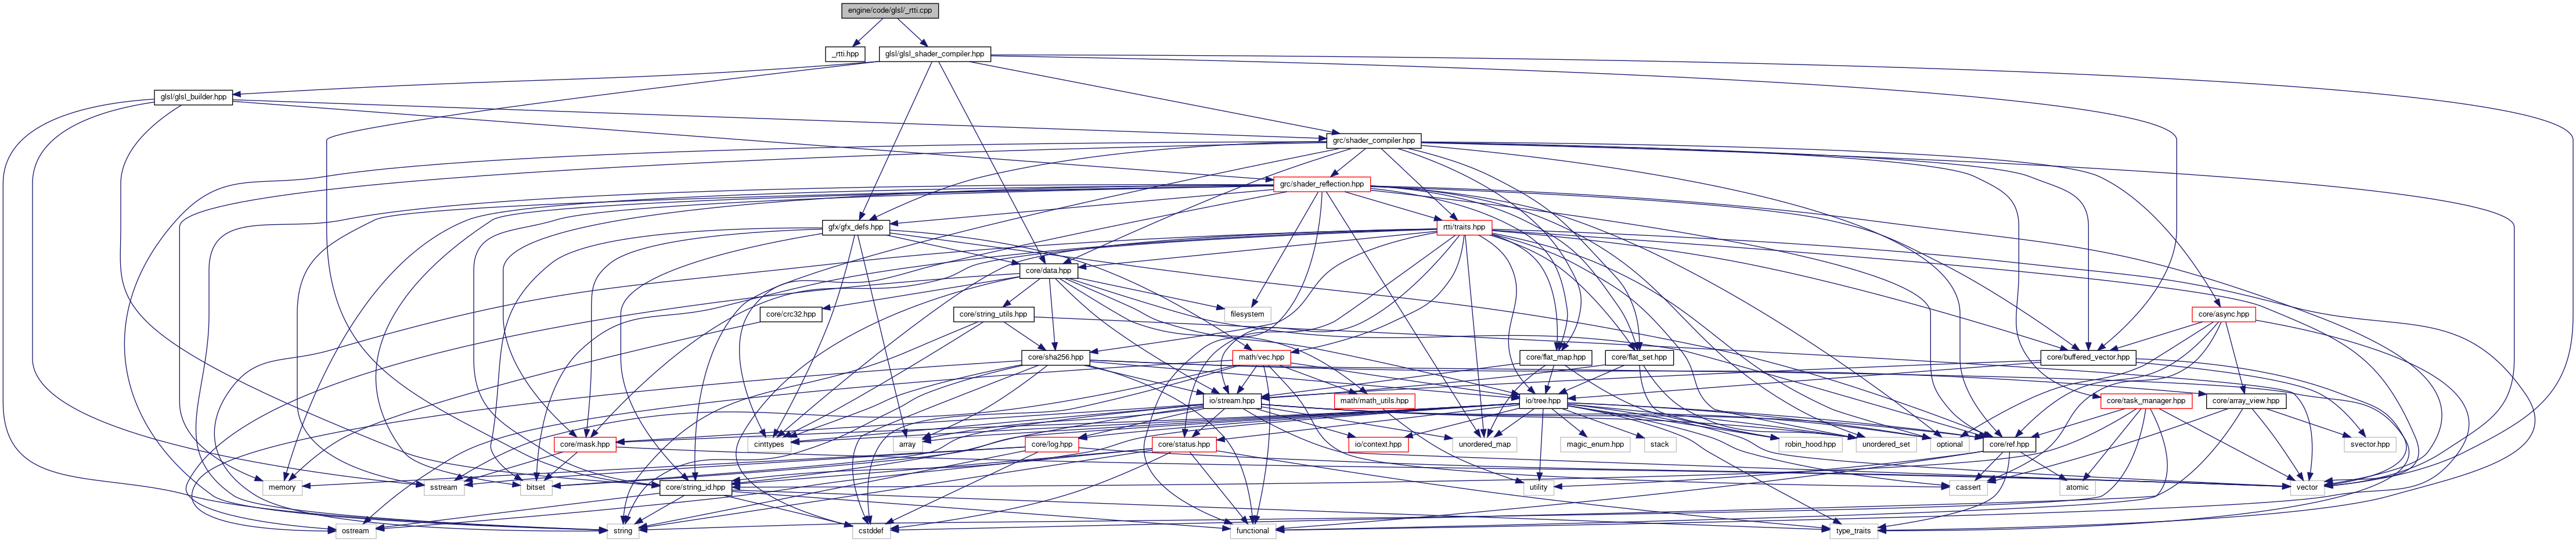 engine/code/glsl/_rtti.cpp
_rtti.hpp
glsl/glsl_shader_compiler.hpp
glsl/glsl_builder.hpp
grc/shader_compiler.hpp
grc/shader_reflection.hpp
gfx/gfx_defs.hpp
rtti/traits.hpp
core/data.hpp
core/crc32.hpp
core/string_utils.hpp
filesystem
core/async.hpp
core/sha256.hpp
math/vec.hpp
core/flat_map.hpp
core/flat_set.hpp
core/buffered_vector.hpp
io/stream.hpp
math/math_utils.hpp
io/tree.hpp
core/task_manager.hpp
core/array_view.hpp
core/mask.hpp
cinttypes
array
core/log.hpp
core/status.hpp
io/context.hpp
unordered_map
magic_enum.hpp
stack
robin_hood.hpp
unordered_set
optional
core/ref.hpp
svector.hpp
memory
sstream
bitset
core/string_id.hpp
utility
cassert
atomic
vector
ostream
string
cstddef
functional
type_traits